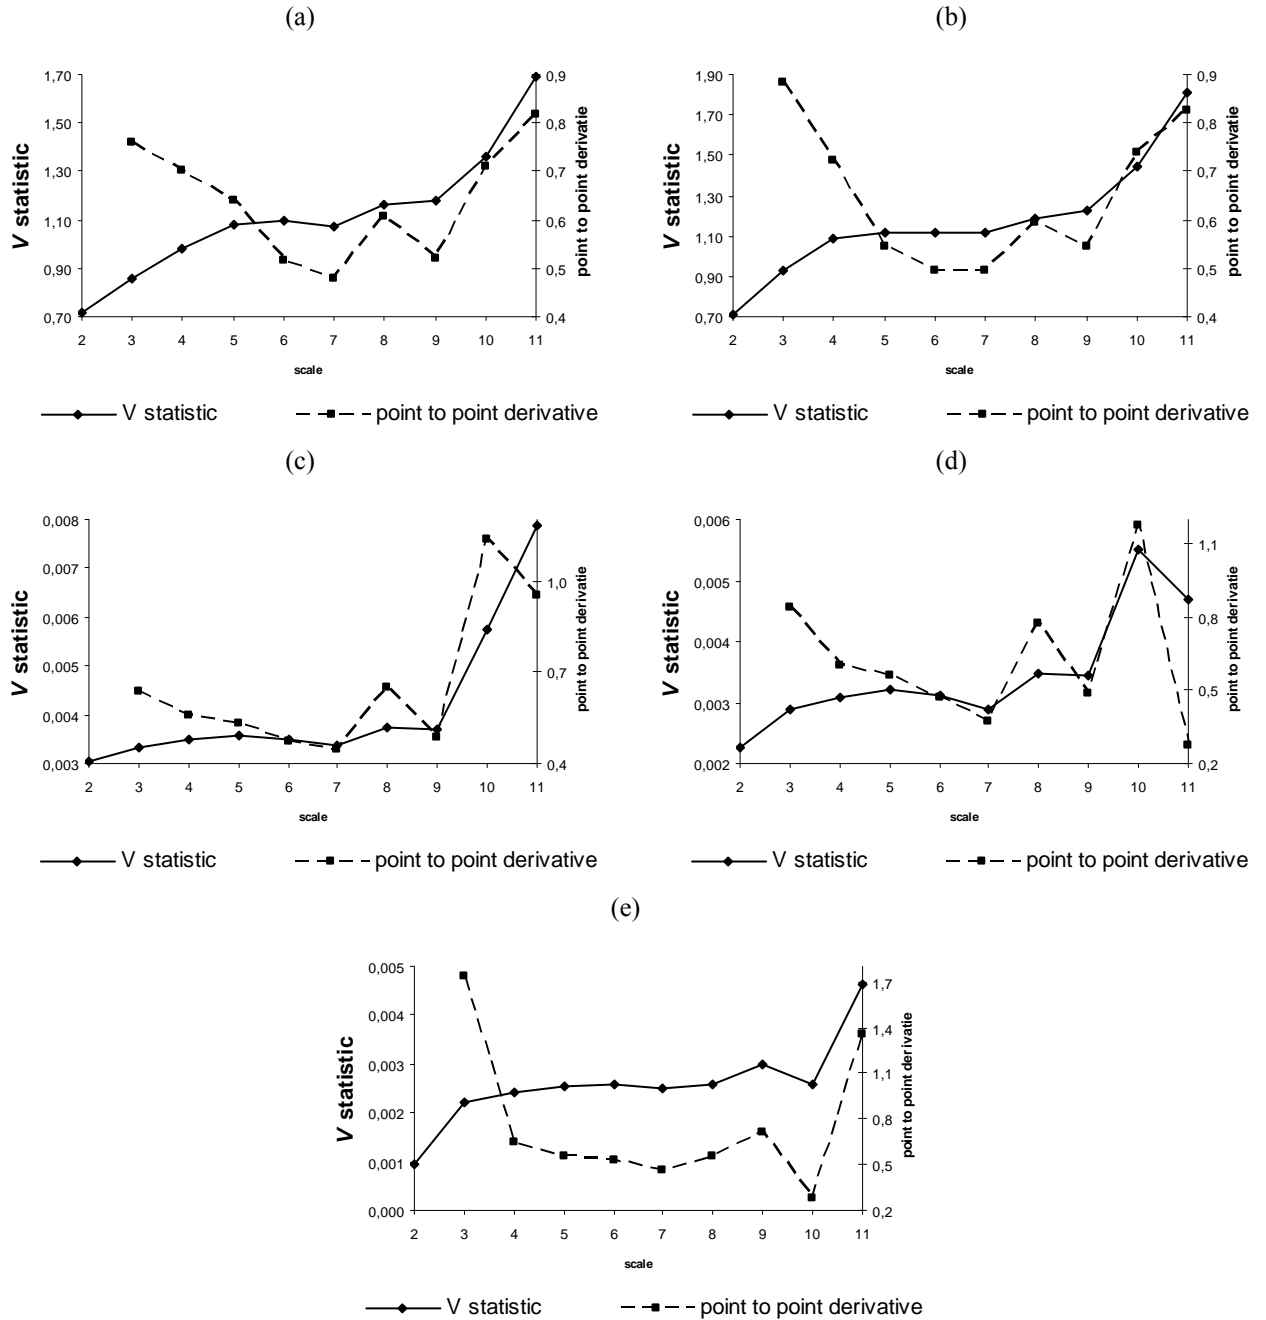 (a)
1,70
1,50
1,30
1,10
0,90
0,70
V statistic
0,9
0,8
0,7
0,6
0,5
0,4
point to point derivatie
2 3 4 5 6 7 8 9 10 11
scale
V statistic point to point derivative
(b)
1,90
1,70
1,50
1,30
1,10
0,90
0,70
V statistic
0,9
0,8
0,7
0,6
0,5
0,4
point to point derivatie
2 3 4 5 6 7 8 9 10 11
scale
V statistic point to point derivative
(c)
0,008
0,007
0,006
0,005
0,004
0,003
V statistic
1,0
0,7
0,4
point to point derivatie
2 3 4 5 6 7 8 9 10 11
scale
V statistic point to point derivative
(d)
0,006
0,005
0,004
0,003
0,002
V statistic
1,1
0,8
0,5
0,2
point to point derivatie
2 3 4 5 6 7 8 9 10 11
scale
V statistic point to point derivative
(e)
0,005
0,004
0,003
0,002
0,001
0,000
V statistic
1,7
1,4
1,1
0,8
0,5
0,2
point to point derivatie
2 3 4 5 6 7 8 9 10 11
scale
V statistic point to point derivative